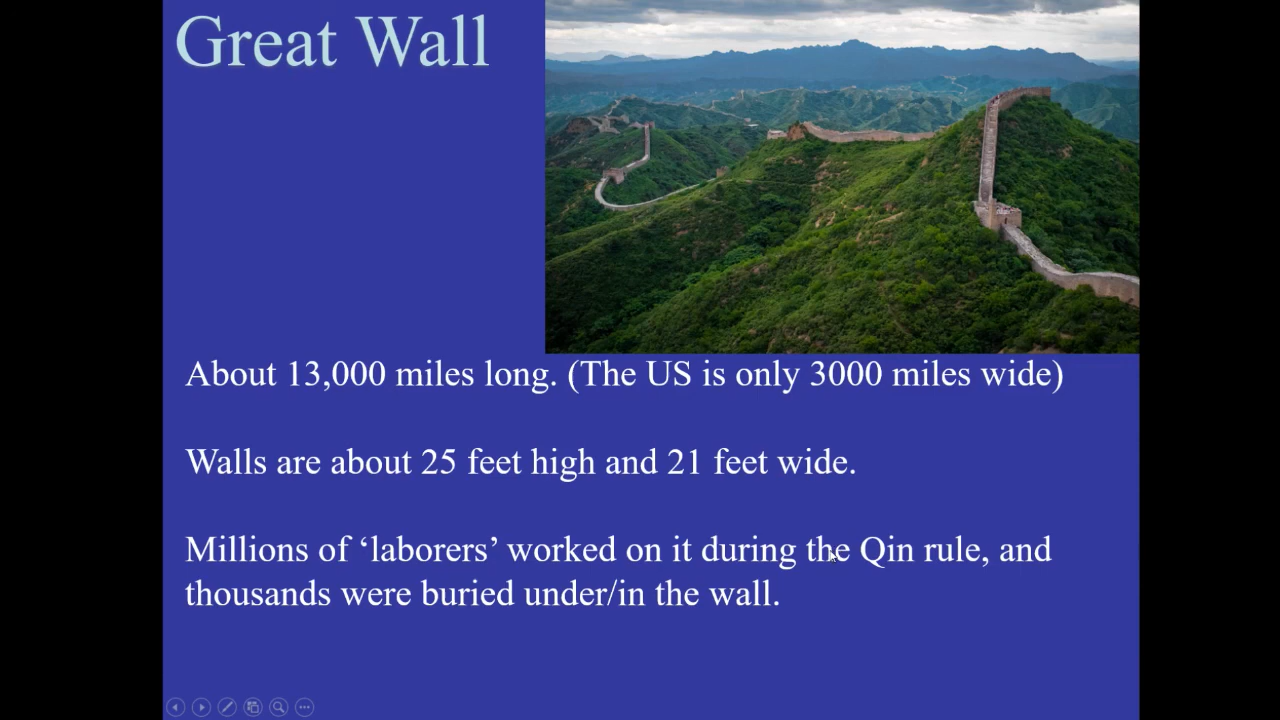 Great Wall
About 13,000 miles long. (The US is only 3000 miles wide)
Walls are about 25 feet high and 21 feet wide.
Millions of ‘laborers’ worked on it during the Qin rule, and
thousands were buried under/in the wall.